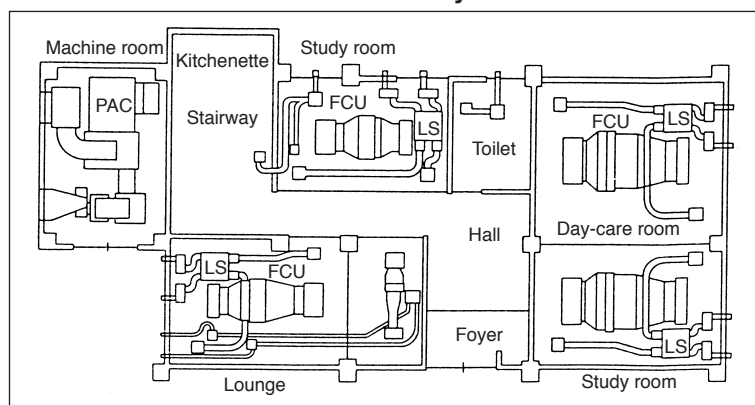 Machine room
Kitchenette
Study room
PAC
Stairway
FCU
LS
Toilet
FCU
LS
Hall
Day-care room
LS
FCU
Foyer
LS
Lounge
Study room